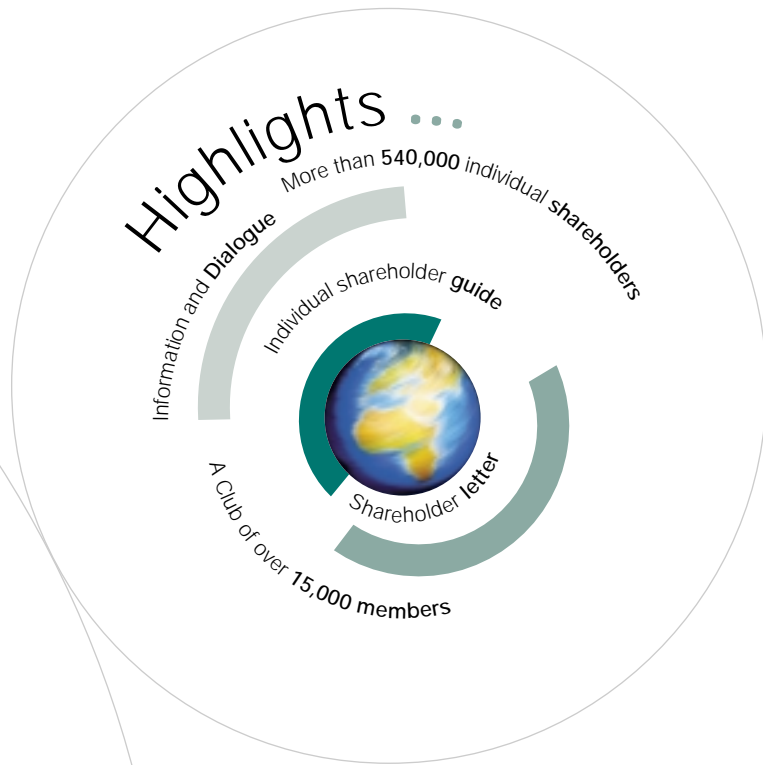 Highlights ...
More than 540,000 individual shareholders
Information and Dialogue
Individual shareholder guide
Shareholder letter
A Club of over 15,000 members